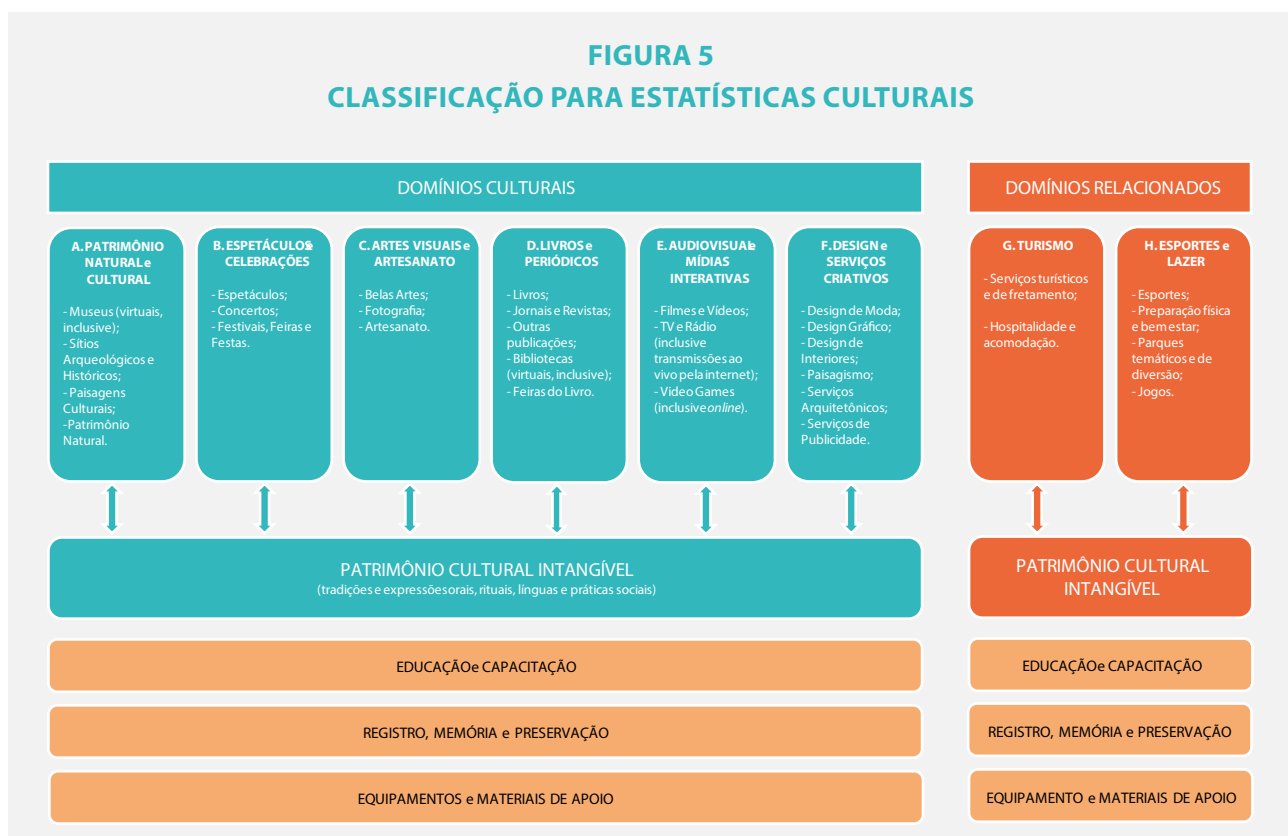 FIGURA 5
CLASSIFICAÇÃO PARA ESTATÍSTICAS CULTURAIS
DOMÍNIOS CULTURAIS
A. PATRIMÔNIO
NATURAL e
CULTURAL
- Museus (virtuais,
inclusive);
- Sítios
Arqueológicos e
Históricos;
- Paisagens
Culturais;
-Patrimônio
Natural.
B. ESPETÁCULOS e
CELEBRAÇÕES
- Espetáculos;
- Concertos;
- Festivais, Feiras e
Festas.
C. ARTES VISUAIS e
ARTESANATO
- Belas Artes;
- Fotografia;
- Artesanato.
D. LIVROS e
PERIÓDICOS
- Livros;
- Jornais e Revistas;
- Outras
publicações;
- Bibliotecas
(virtuais, inclusive);
- Feiras do Livro.
E. AUDIOVISUAL e
MÍDIAS
INTERATIVAS
- Filmes e Vídeos;
- TV e Rádio
(inclusive
transmissões ao
vivo pela internet);
- Video Games
(inclusive online).
F. DESIGN e
SERVIÇOS
CRIATIVOS
- Design de Moda;
- Design Gráfico;
- Design de
Interiores;
- Paisagismo;
- Serviços
Arquitetônicos;
- Serviços de
Publicidade.
PATRIMÔNIO CULTURAL INTANGÍVEL
(tradições e expressões orais, rituais, línguas e práticas sociais)
EDUCAÇÃO e CAPACITAÇÃO
REGISTRO, MEMÓRIA e PRESERVAÇÃO
EQUIPAMENTOS e MATERIAIS DE APOIO
DOMÍNIOS RELACIONADOS
G. TURISMO
- Serviços turísticos
e de fretamento;
- Hospitalidade e
acomodação.
H. ESPORTES e
LAZER
- Esportes;
- Preparação física
e bem estar;
- Parques
temáticos e de
diversão;
- Jogos.
PATRIMÔNIO CULTURAL
INTANGÍVEL
EDUCAÇÃO e CAPACITAÇÃO
REGISTRO, MEMÓRIA e PRESERVAÇÃO
EQUIPAMENTO e MATERIAIS DE APOIO